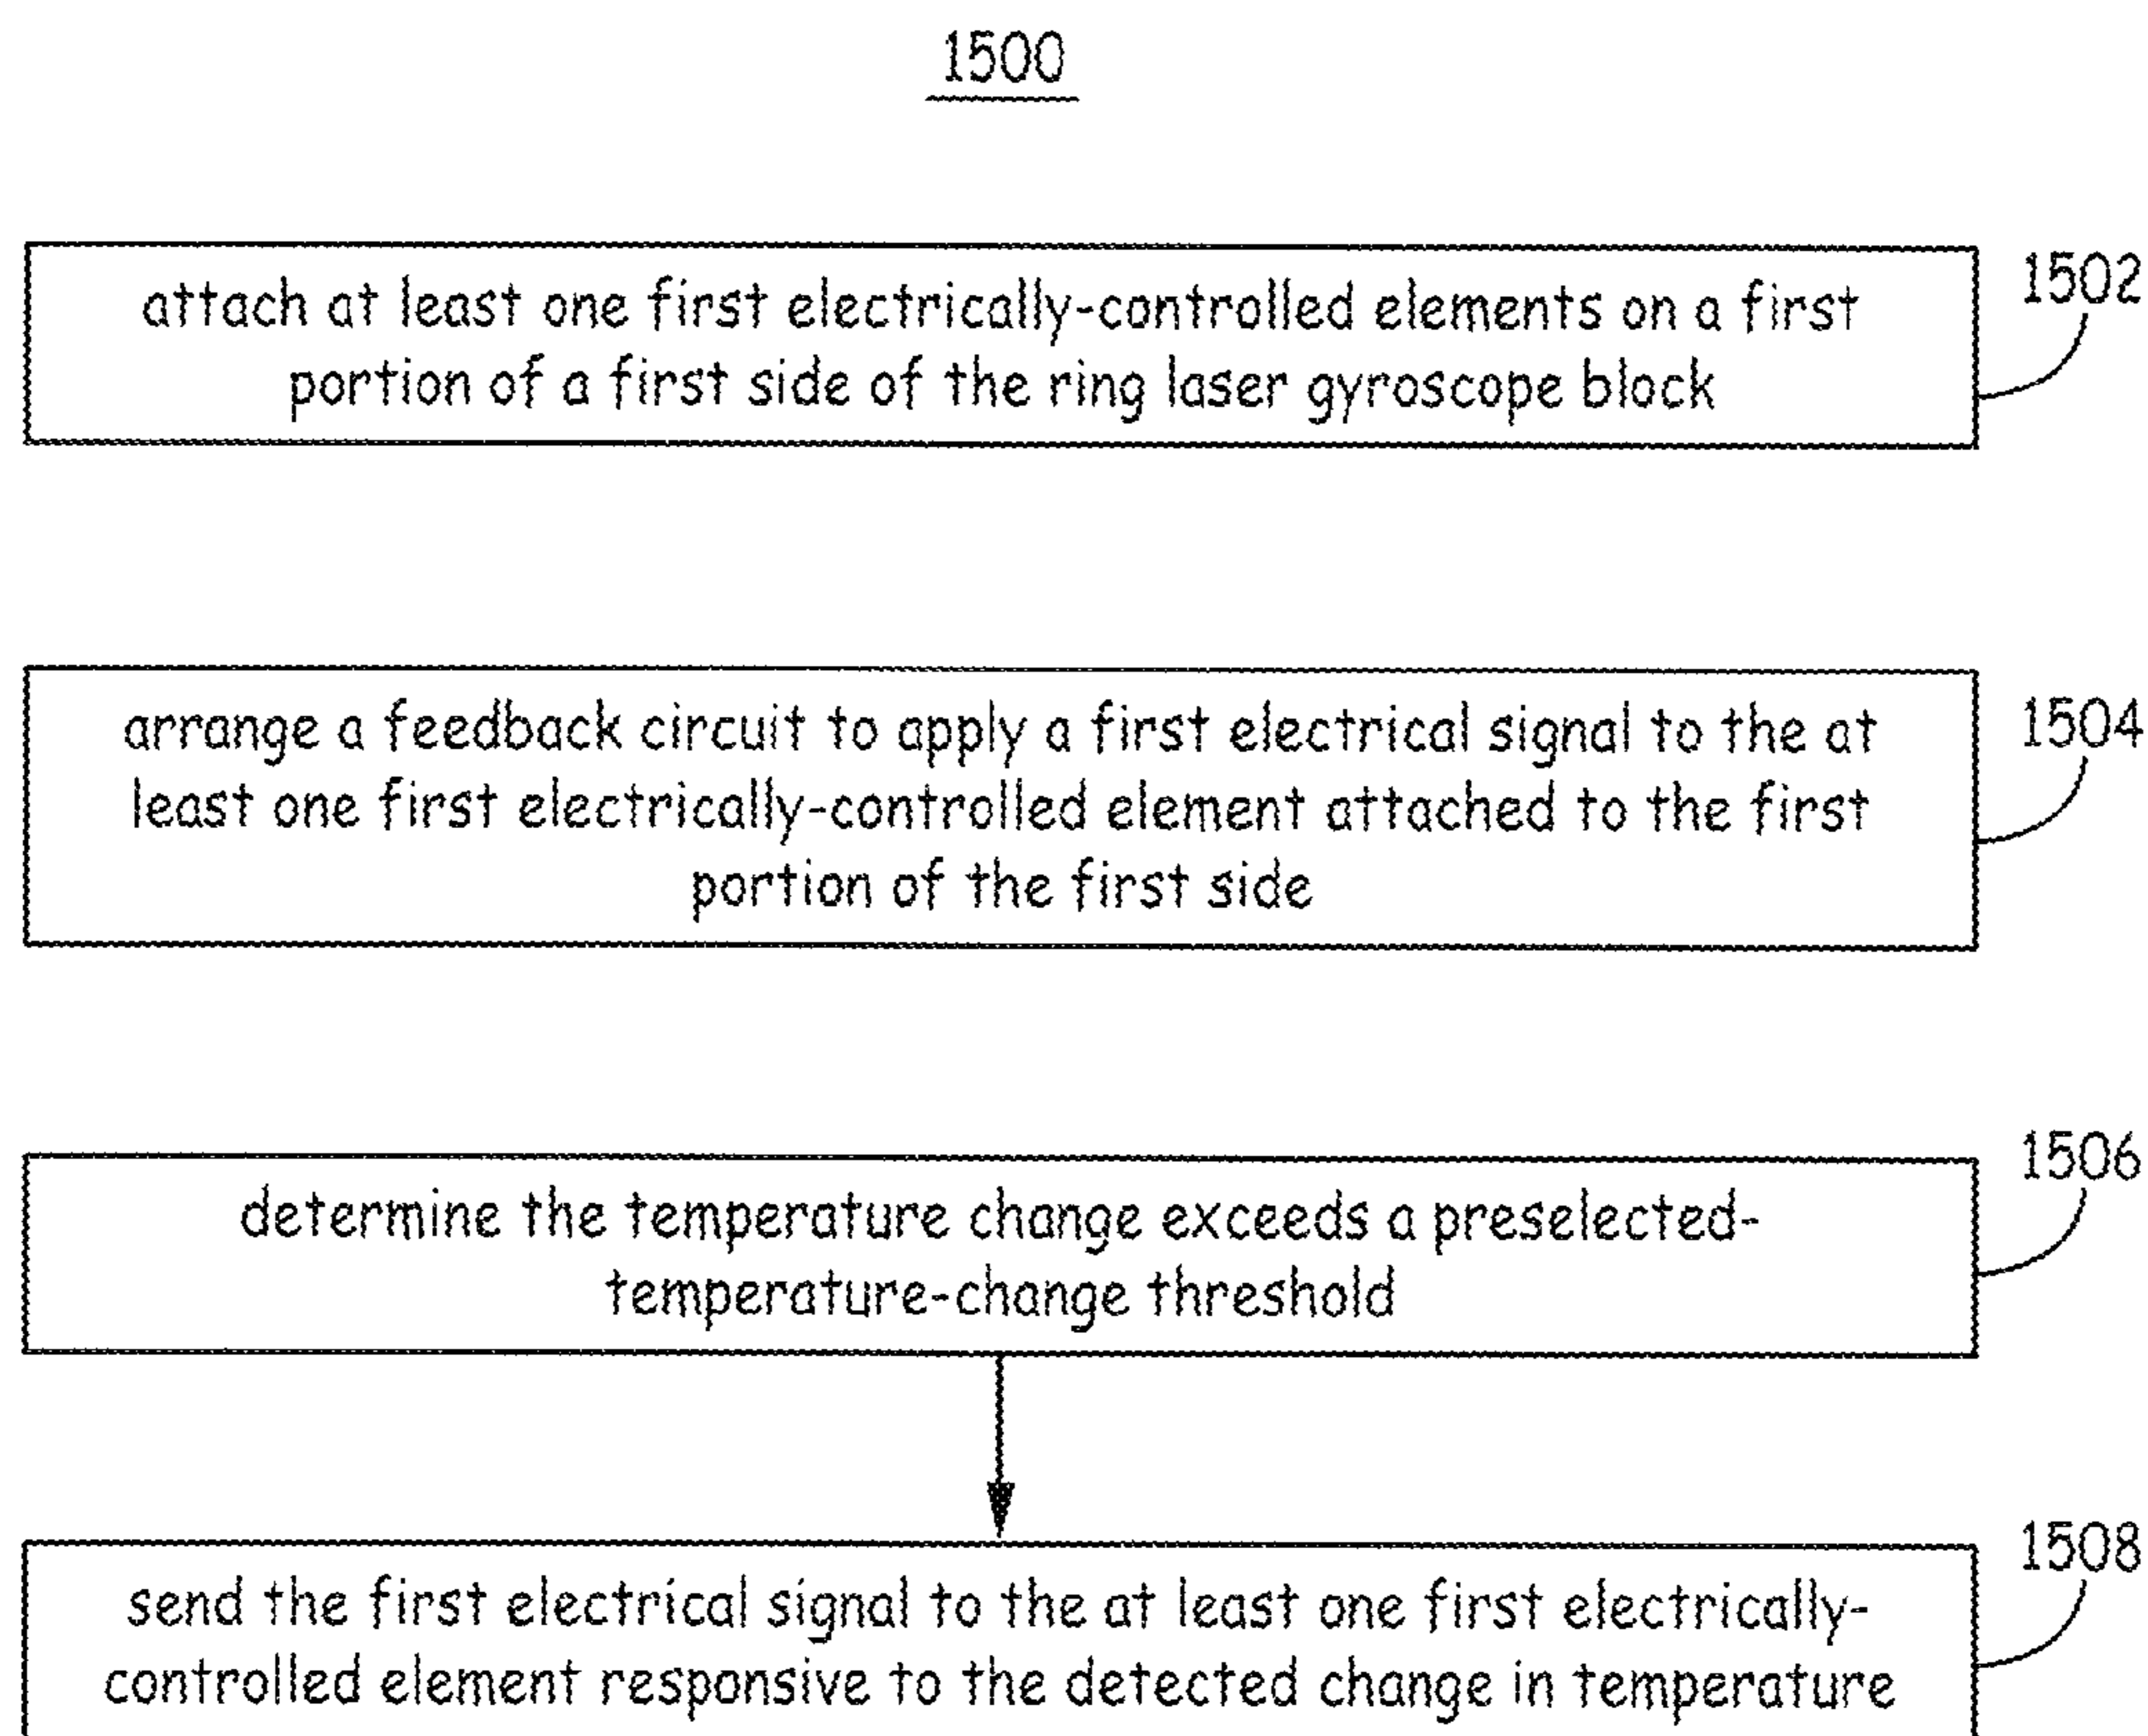 1500
attach at least one first electrically-controlled elements on a first
portion of a first side of the ring laser gyroscope block
1502
arrange a feedback circuit to apply a first electrical signal to the at
least one first electrically-controlled element attached to the first
portion of the first side
1504
determine the temperature change exceeds a preselected-
temperature-change threshold
1506
send the first electrical signal to the at least one first electrically-
controlled element responsive to the detected change in temperature
1508